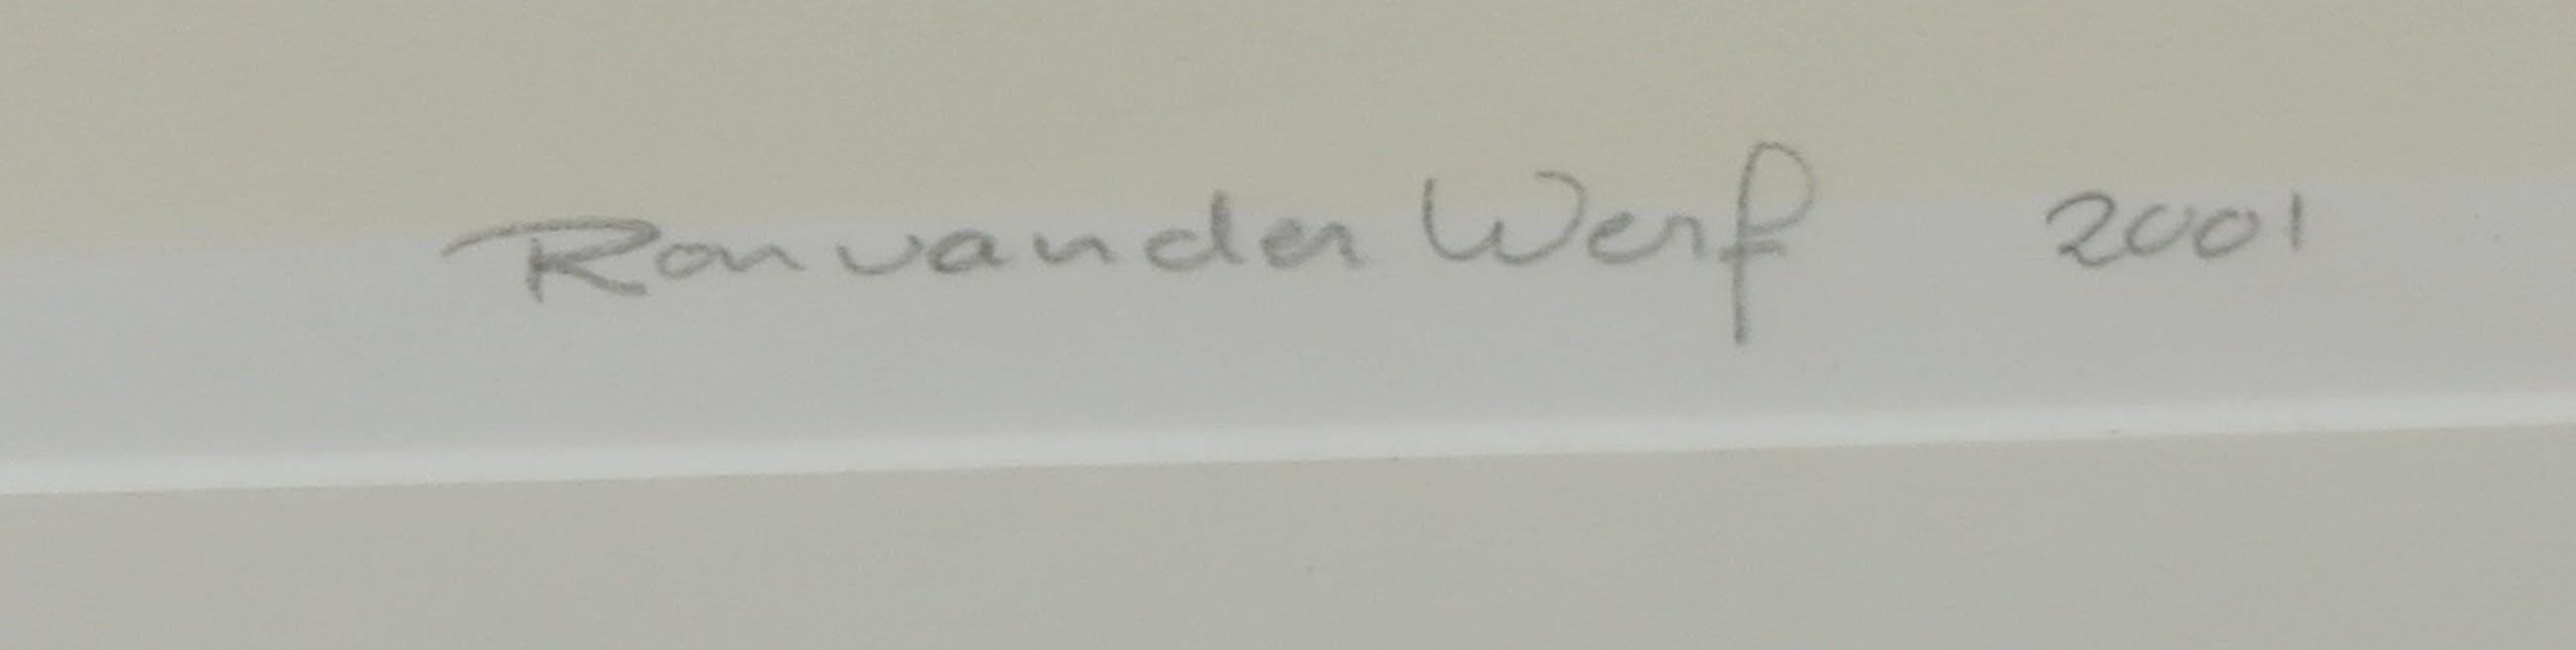 Ron van der Werf 2001